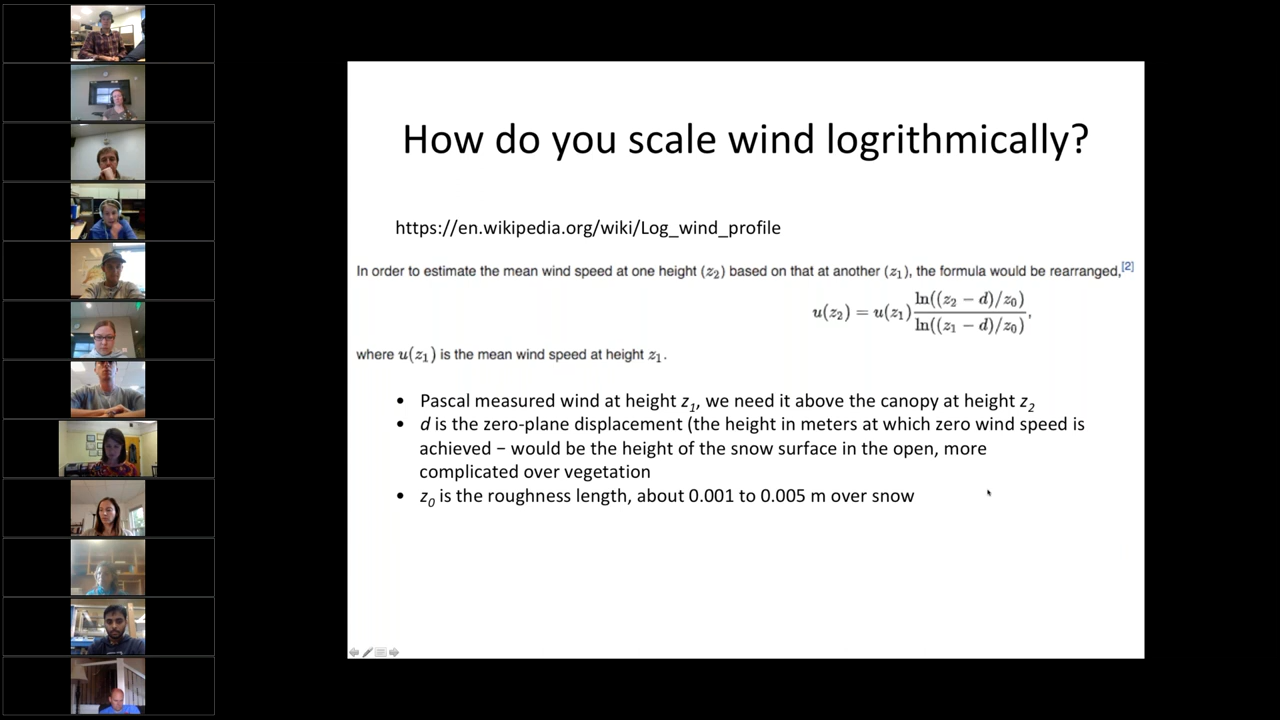 How do you scale wind logrithmically?
https://en.wikipedia.org/wiki/Log_wind_profile
In order to estimate the mean wind speed at one height (z₂) based on that at another (z₁), the formula would be rearranged,[2]
u(z₂) = u(z₁) ln((z₂ − d)/z₀) / ln((z₁ − d)/z₀),
where u(z₁) is the mean wind speed at height z₁.
• Pascal measured wind at height z₁, we need it above the canopy at height z₂
• d is the zero-plane displacement (the height in meters at which zero wind speed is
achieved − would be the height of the snow surface in the open, more
complicated over vegetation
• z₀ is the roughness length, about 0.001 to 0.005 m over snow